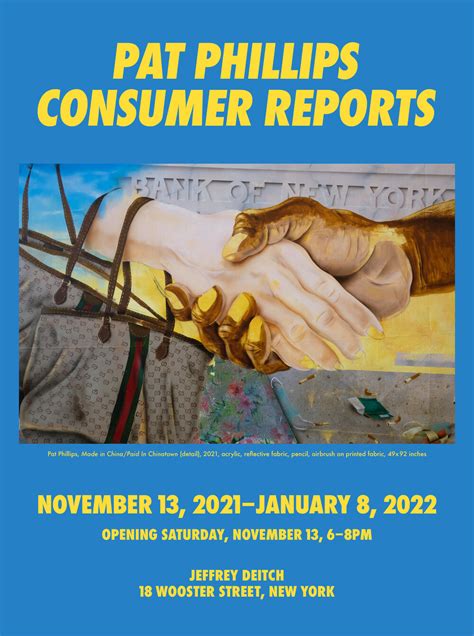 PAT PHILLIPS
CONSUMER REPORTS
BANK OF NEW YORK
Pat Phillips, Made in China/Paid In Chinatown (detail), 2021, acrylic, reflective fabric, pencil, airbrush on printed fabric, 49×92 inches
NOVEMBER 13, 2021–JANUARY 8, 2022
OPENING SATURDAY, NOVEMBER 13, 6–8PM
JEFFREY DEITCH
18 WOOSTER STREET, NEW YORK